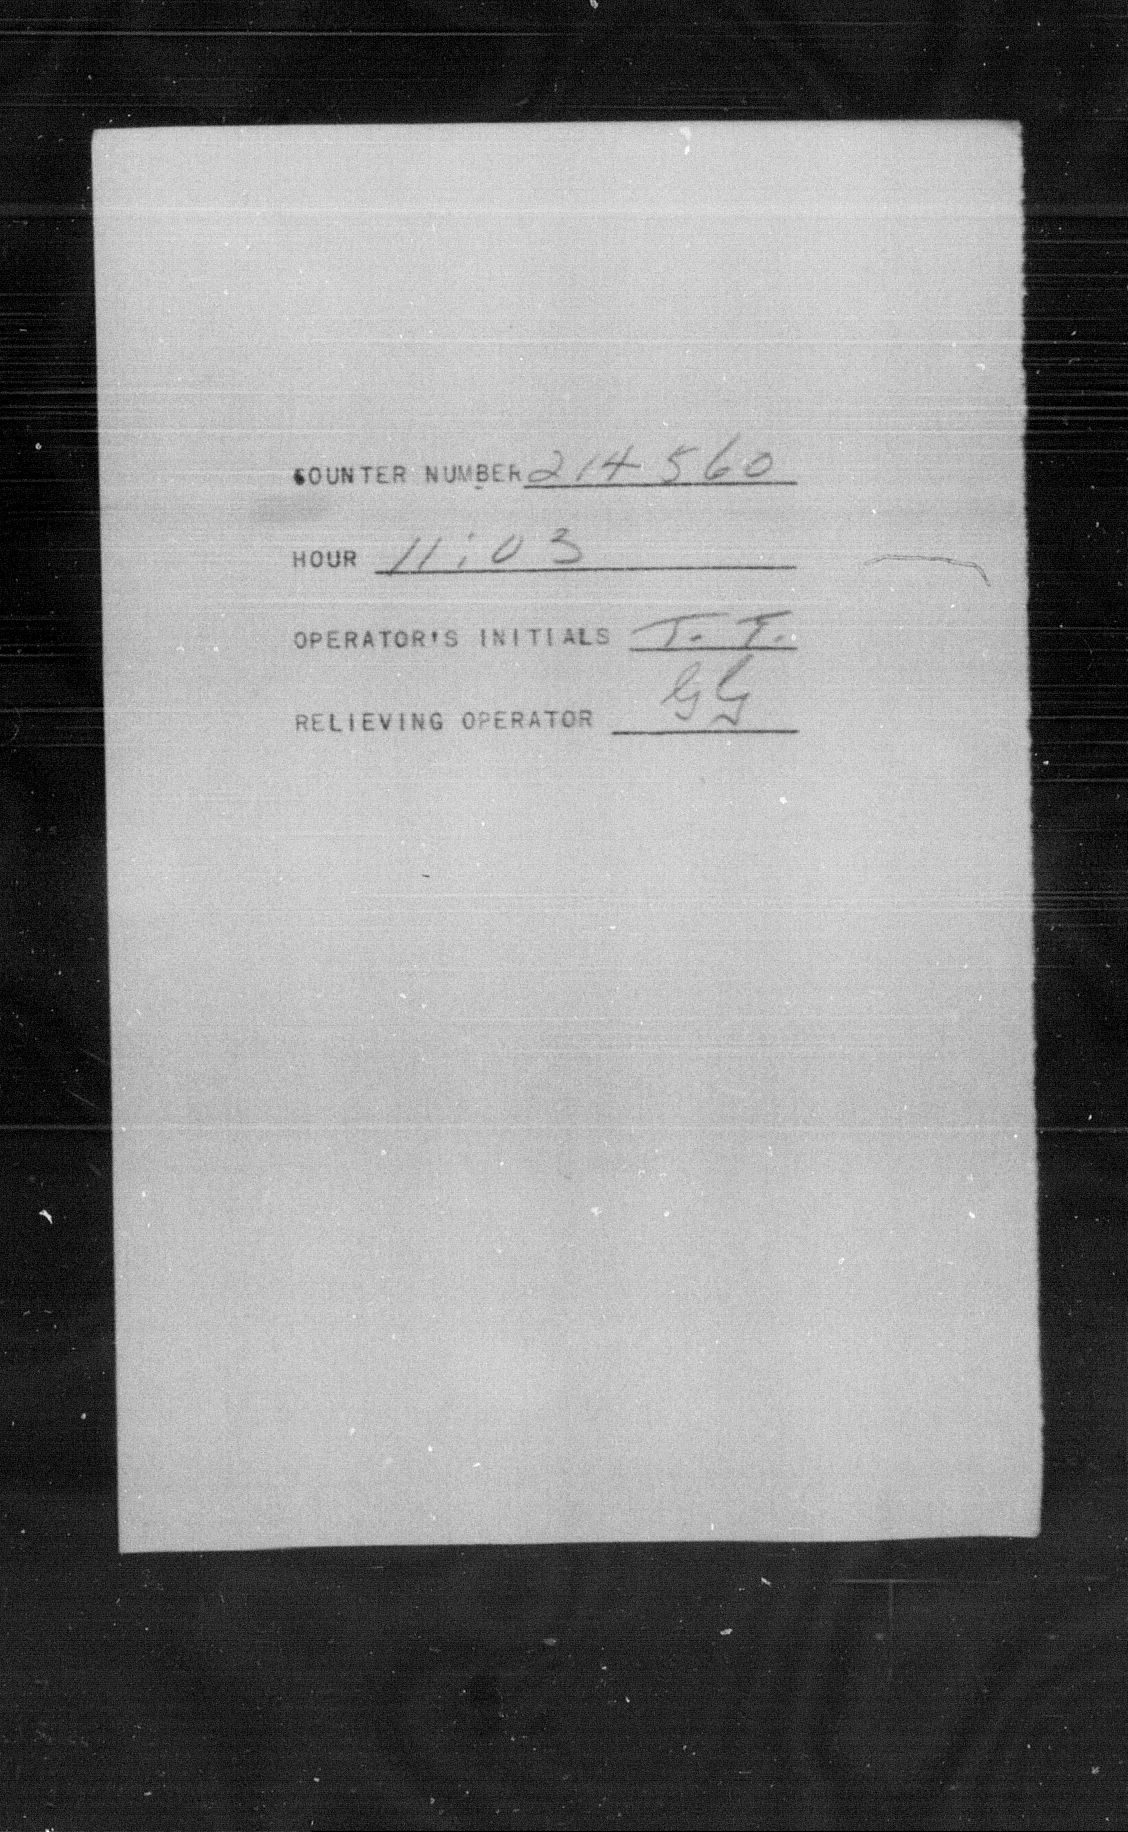 COUNTER NUMBER 214560
HOUR 11:03
OPERATOR'S INITIALS T. T.
RELIEVING OPERATOR GG